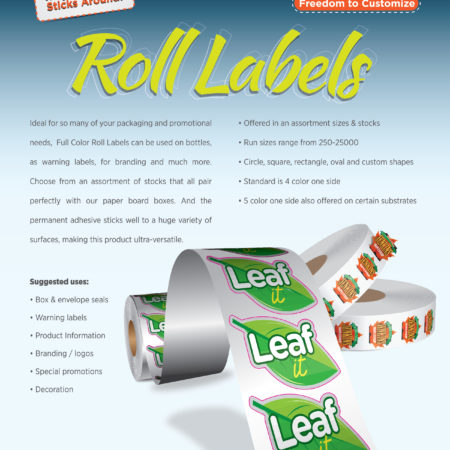 Sticks Around!
Freedom to Customize
Roll Labels
Ideal for so many of your packaging and promotional
needs, Full Color Roll Labels can be used on bottles,
as warning labels, for branding and much more.
Choose from an assortment of stocks that all pair
perfectly with our paper board boxes. And the
permanent adhesive sticks well to a huge variety of
surfaces, making this product ultra-versatile.
• Offered in an assortment sizes & stocks
• Run sizes range from 250-25000
• Circle, square, rectangle, oval and custom shapes
• Standard is 4 color one side
• 5 color one side also offered on certain substrates
Suggested uses:
• Box & envelope seals
• Warning labels
• Product Information
• Branding / logos
• Special promotions
• Decoration
Leaf
it
Leaf
it
Leaf
it